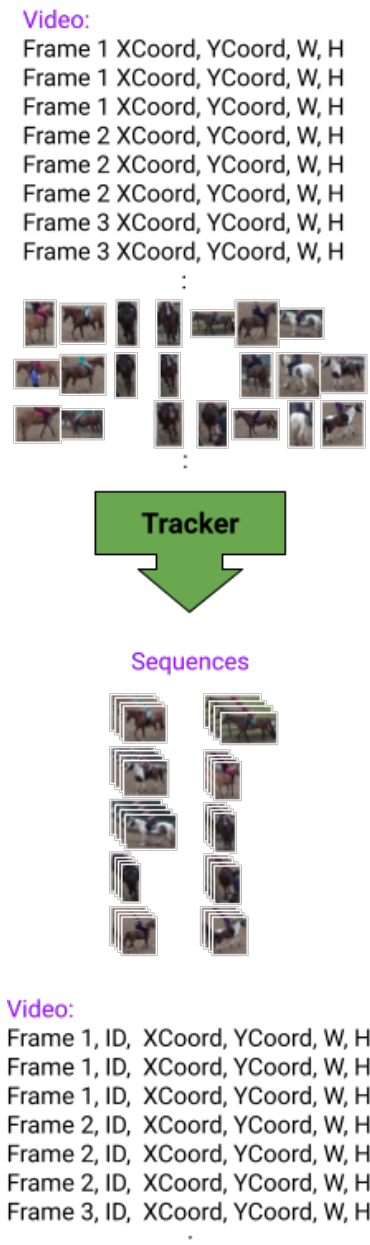 Video:
Frame 1 XCoord, YCoord, W, H
Frame 1 XCoord, YCoord, W, H
Frame 1 XCoord, YCoord, W, H
Frame 2 XCoord, YCoord, W, H
Frame 2 XCoord, YCoord, W, H
Frame 2 XCoord, YCoord, W, H
Frame 3 XCoord, YCoord, W, H
Frame 3 XCoord, YCoord, W, H
:
:
Tracker
Sequences
Video:
Frame 1, ID, XCoord, YCoord, W, H
Frame 1, ID, XCoord, YCoord, W, H
Frame 1, ID, XCoord, YCoord, W, H
Frame 2, ID, XCoord, YCoord, W, H
Frame 2, ID, XCoord, YCoord, W, H
Frame 2, ID, XCoord, YCoord, W, H
Frame 3, ID, XCoord, YCoord, W, H
.